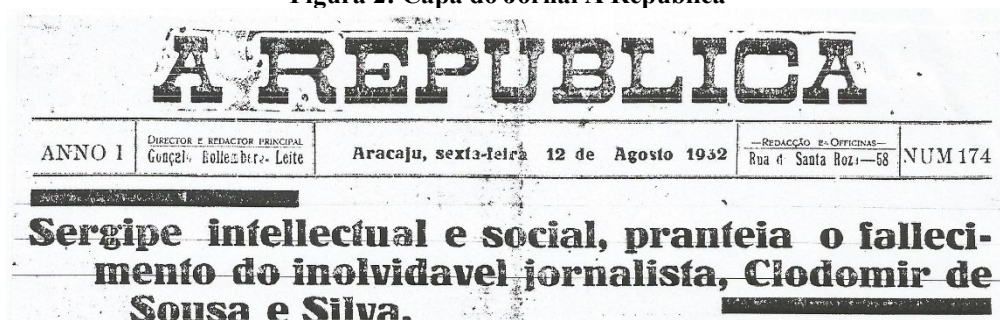 Figura 2: Capa do Jornal A República
A REPUBLICA
ANNO I
DIRECTOR E REDACTOR PRINCIPAL
Gonçalo Rollemberg Leite
Aracaju, sexta-feira 12 de Agosto 1932
—REDACÇÃO E OFFICINAS—
Rua de Santa Roza—58
NUM 174
Sergipe intellectual e social, pranteia o falleci-
mento do inolvidavel jornalista, Clodomir de
Sousa e Silva.